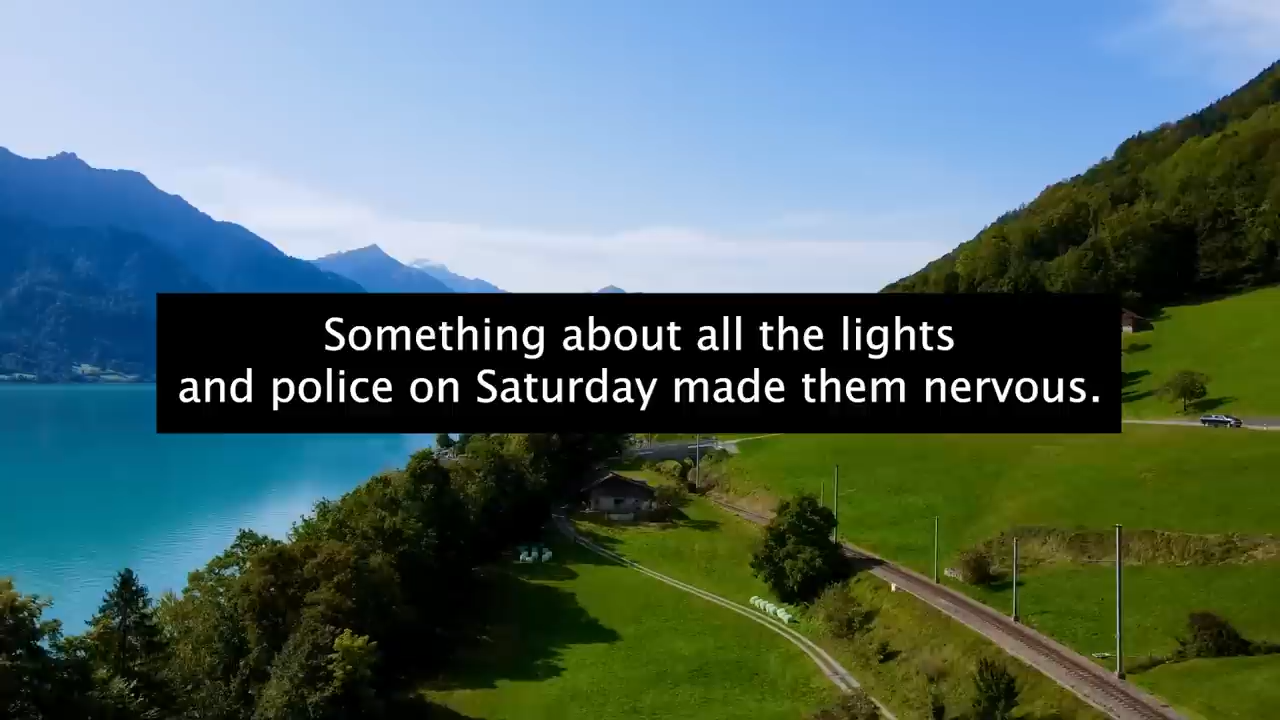 Something about all the lights
and police on Saturday made them nervous.